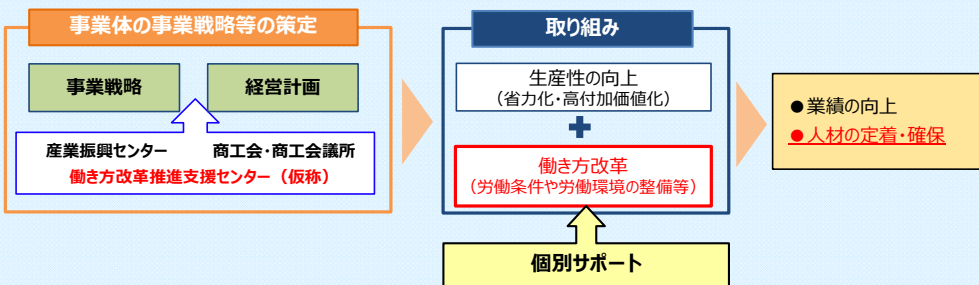 事業体の事業戦略等の策定
事業戦略
経営計画
産業振興センター 商工会・商工会議所
働き方改革推進支援センター（仮称）
取り組み
生産性の向上
（省力化・高付加価値化）
働き方改革
（労働条件や労働環境の整備等）
個別サポート
●業績の向上
●人材の定着・確保